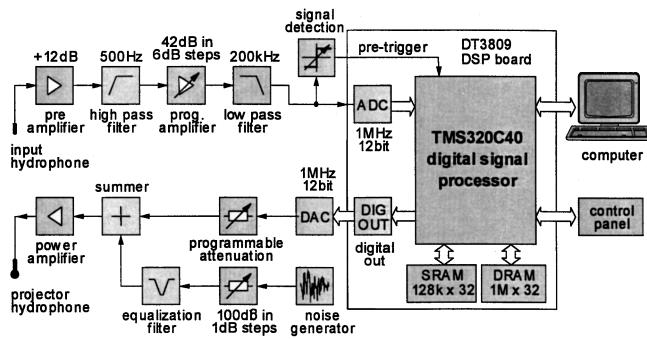 signal
detection
+12dB
500Hz
42dB in
6dB steps
200kHz
pre-trigger
DT3809
DSP board
pre
amplifier
high pass
filter
prog.
amplifier
low pass
filter
ADC
1MHz
12bit
TMS320C40
digital signal
processor
computer
input
hydrophone
summer
1MHz
12bit
DAC
DIG
OUT
digital
out
control
panel
power
amplifier
programmable
attenuation
SRAM
128k x 32
DRAM
1M x 32
projector
hydrophone
equalization
filter
100dB in
1dB steps
noise
generator